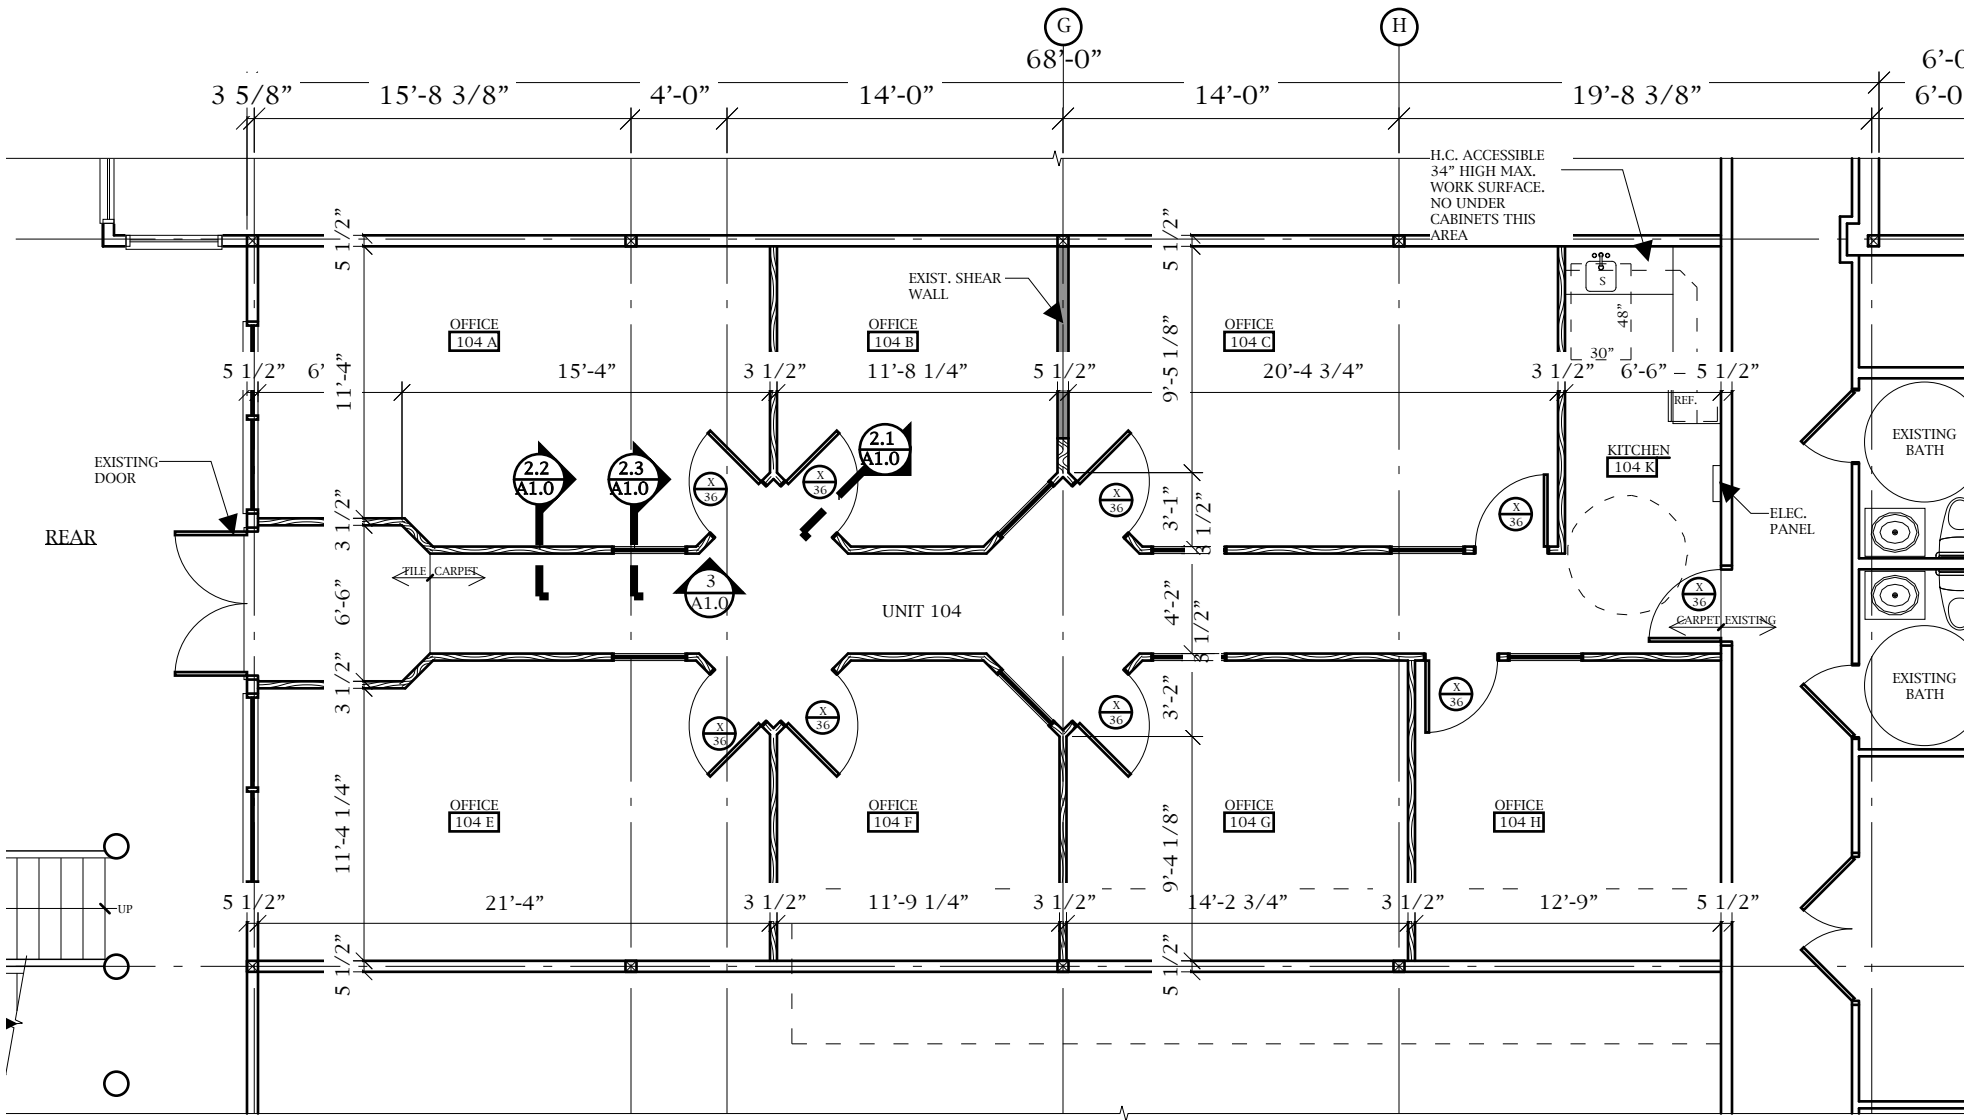 G
H
68’-0”
6’-0
3 5/8”
15’-8 3/8”
4’-0”
14’-0”
14’-0”
19’-8 3/8”
6’-0
H.C. ACCESSIBLE
34” HIGH MAX.
WORK SURFACE.
NO UNDER
CABINETS THIS
AREA
5 1/2”
5 1/2”
EXIST. SHEAR
WALL
S
48”
30”
OFFICE
104 A
OFFICE
104 B
OFFICE
104 C
11’-4”
9’-5 1/8”
5 1/2”
6’
15’-4”
3 1/2”
11’-8 1/4”
5 1/2”
20’-4 3/4”
3 1/2”
6’-6”
5 1/2”
REF.
EXISTING
DOOR
2.2
A1.0
2.3
A1.0
2.1
A1.0
X
36
X
36
X
36
X
36
KITCHEN
104 K
EXISTING
BATH
REAR
3 1/2”
3’-1”
3 1/2”
ELEC.
PANEL
TILE
CARPET
3
A1.0
UNIT 104
6’-6”
4’-2”
X
36
CARPET
EXISTING
3 1/2”
3 1/2”
3’-2”
X
36
X
36
X
36
X
36
EXISTING
BATH
OFFICE
104 E
OFFICE
104 F
OFFICE
104 G
OFFICE
104 H
11’-4 1/4”
9’-4 1/8”
5 1/2”
21’-4”
3 1/2”
11’-9 1/4”
3 1/2”
14’-2 3/4”
3 1/2”
12’-9”
5 1/2”
UP
5 1/2”
5 1/2”